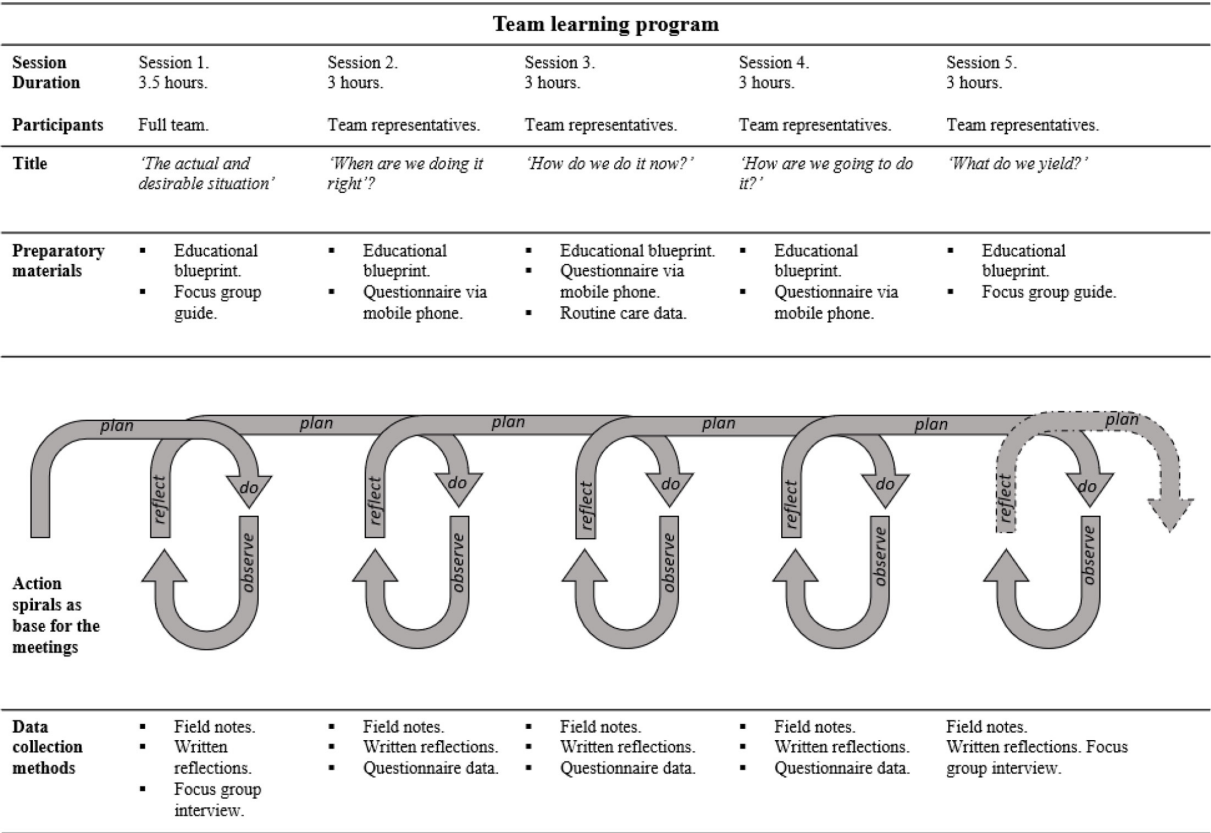 Team learning program
Session Session 1. Session 2. Session 3. Session 4. Session 5.
Duration 3.5 hours. 3 hours. 3 hours. 3 hours. 3 hours.
Participants Full team. Team representatives. Team representatives. Team representatives. Team representatives.
Title ‘The actual and ‘When are we doing it ‘How do we do it now?’ ‘How are we going to do ‘What do we yield?’
desirable situation’ right’? it?’
Preparatory ▪ Educational ▪ Educational ▪ Educational blueprint. ▪ Educational ▪ Educational
materials blueprint. blueprint. ▪ Questionnaire via blueprint. blueprint.
▪ Focus group ▪ Questionnaire via mobile phone. ▪ Questionnaire via ▪ Focus group guide.
guide. mobile phone. ▪ Routine care data. mobile phone.
plan plan plan plan plan plan
reflect do reflect do reflect do reflect do reflect do
observe observe observe observe observe
Action
spirals as
base for the
meetings
Data ▪ Field notes. ▪ Field notes. ▪ Field notes. ▪ Field notes. Field notes.
collection ▪ Written ▪ Written reflections. ▪ Written reflections. ▪ Written reflections. Written reflections. Focus
methods reflections. ▪ Questionnaire data. ▪ Questionnaire data. ▪ Questionnaire data. group interview.
▪ Focus group
interview.